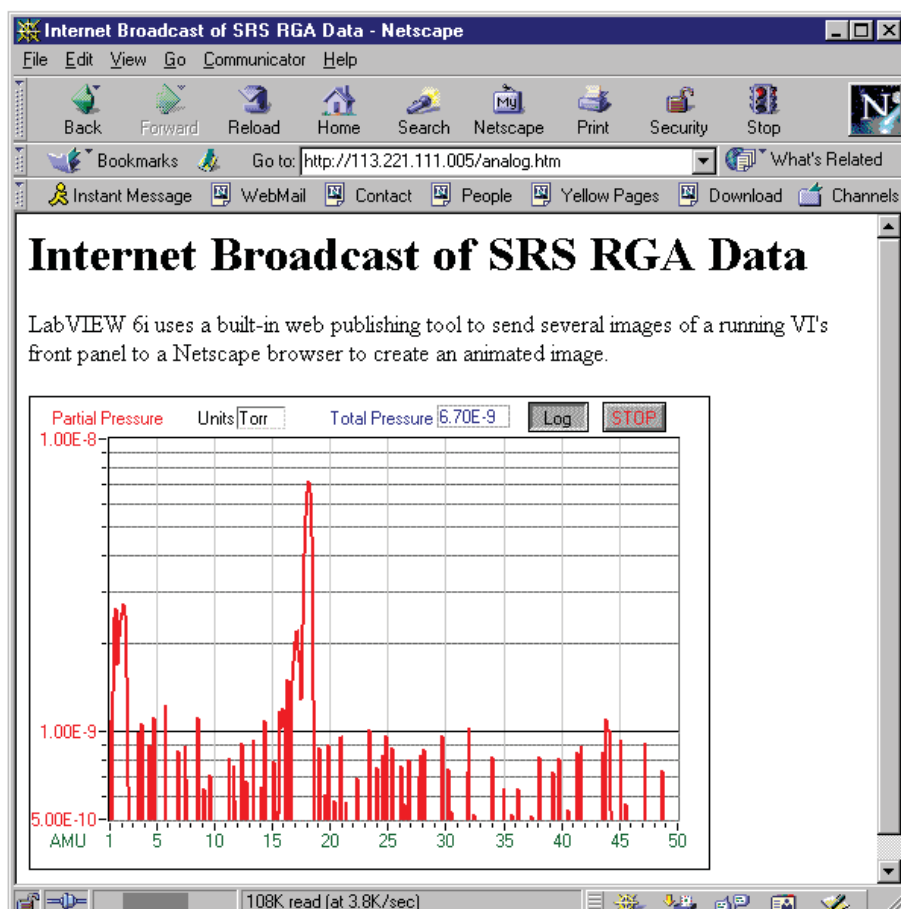 Internet Broadcast of SRS RGA Data - Netscape
File Edit View Go Communicator Help
My
N
Back Forward Reload Home Search Netscape Print Security Stop
Bookmarks Go to: http://113.221.111.005/analog.htm What's Related
Instant Message WebMail Contact People Yellow Pages Download Channels
Internet Broadcast of SRS RGA Data
LabVIEW 6i uses a built-in web publishing tool to send several images of a running VI's
front panel to a Netscape browser to create an animated image.
Partial Pressure Units Torr Total Pressure 6.70E-9 Log STOP
1.00E-8
1.00E-9
5.00E-10
AMU 1 5 10 15 20 25 30 35 40 45 50
108K read (at 3.8K/sec)